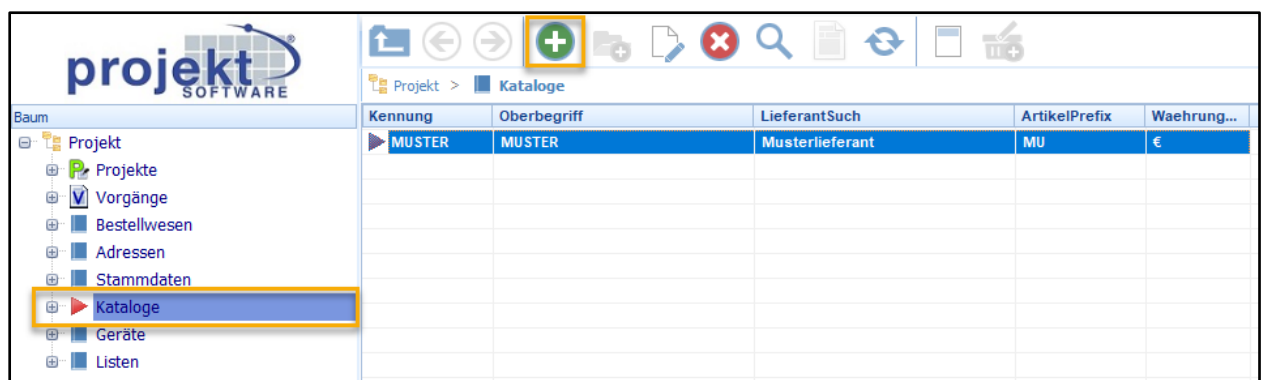 projekt®
SOFTWARE
Projekt > Kataloge
Baum
Kennung Oberbegriff LieferantSuch ArtikelPrefix Waehrung...
MUSTER MUSTER Musterlieferant MU €
Projekt
Projekte
V Vorgänge
Bestellwesen
Adressen
Stammdaten
Kataloge
Geräte
Listen